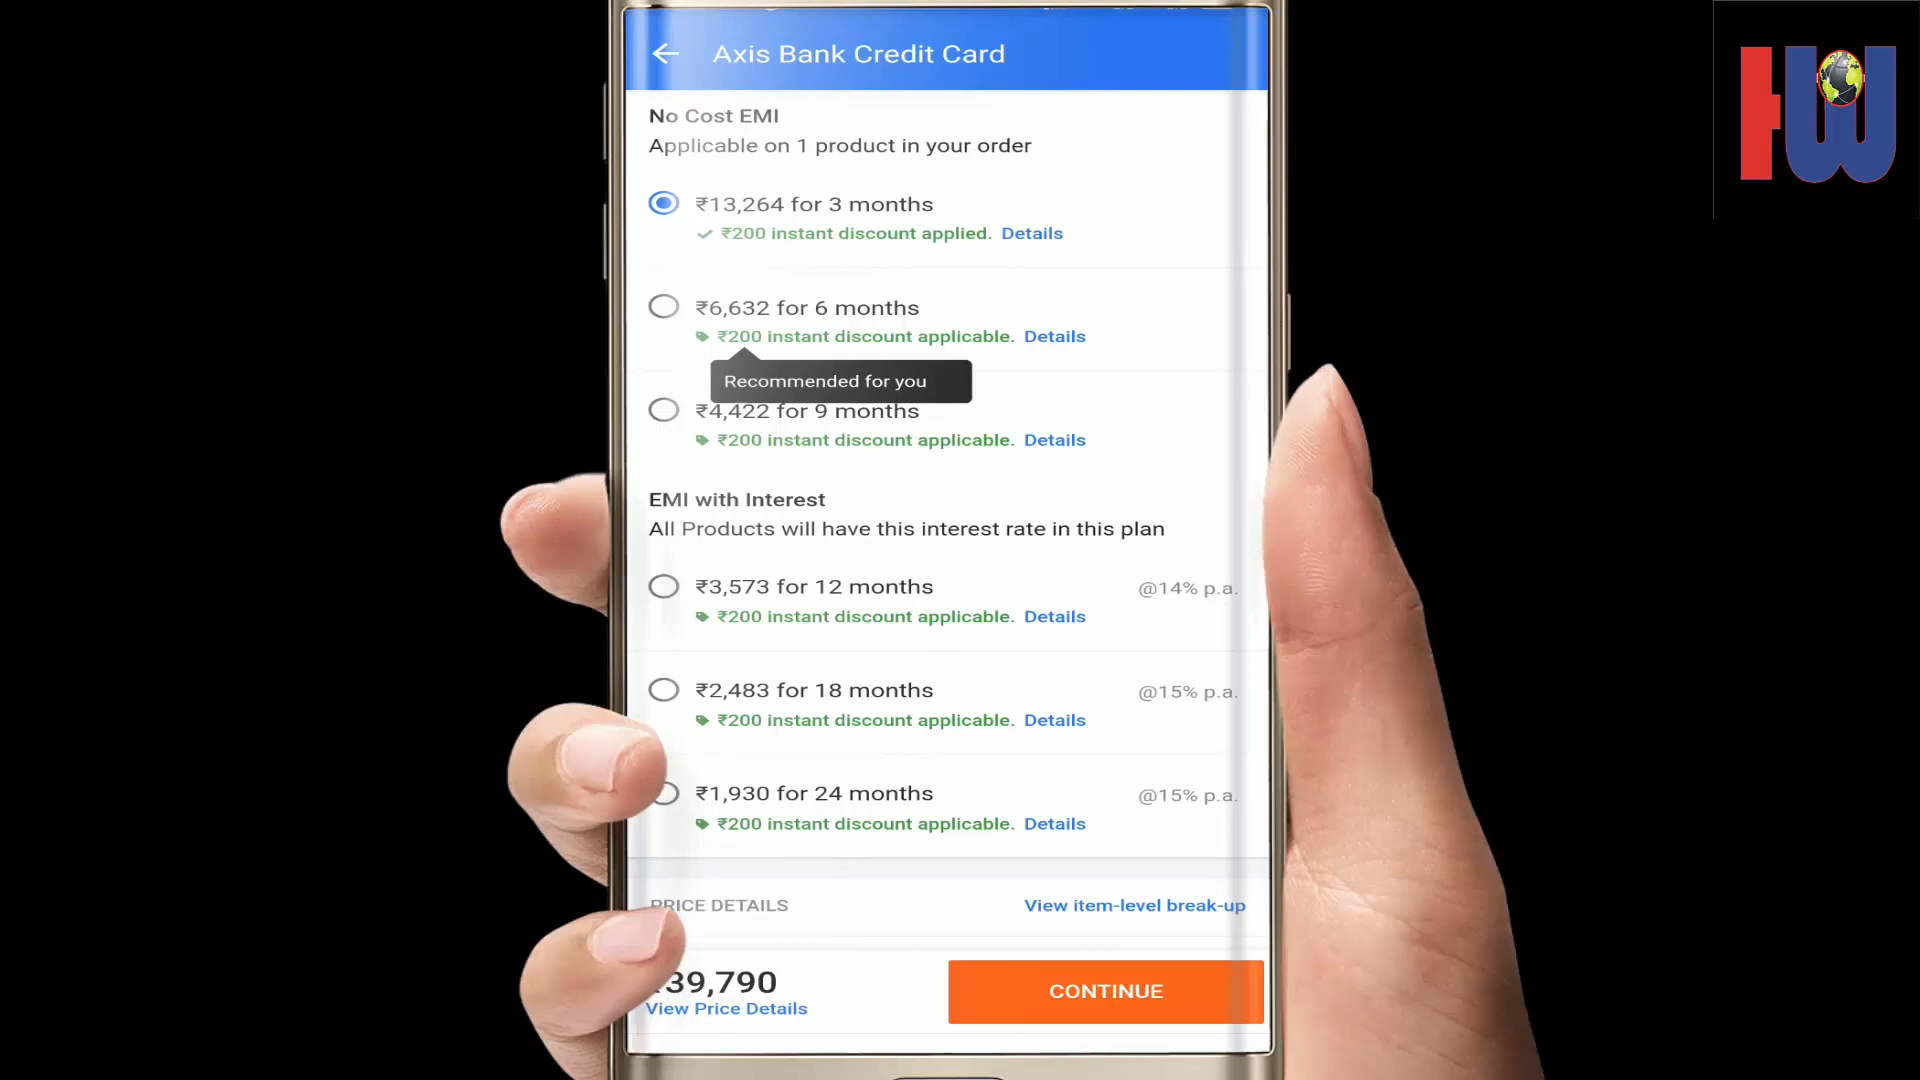 Axis Bank Credit Card
No Cost EMI
Applicable on 1 product in your order
₹13,264 for 3 months
₹200 instant discount applied. Details
₹6,632 for 6 months
₹200 instant discount applicable. Details
Recommended for you
₹4,422 for 9 months
₹200 instant discount applicable. Details
EMI with Interest
All Products will have this interest rate in this plan
₹3,573 for 12 months @14% p.a.
₹200 instant discount applicable. Details
₹2,483 for 18 months @15% p.a.
₹200 instant discount applicable. Details
₹1,930 for 24 months @15% p.a.
₹200 instant discount applicable. Details
PRICE DETAILS View item-level break-up
₹39,790
View Price Details
CONTINUE
HW